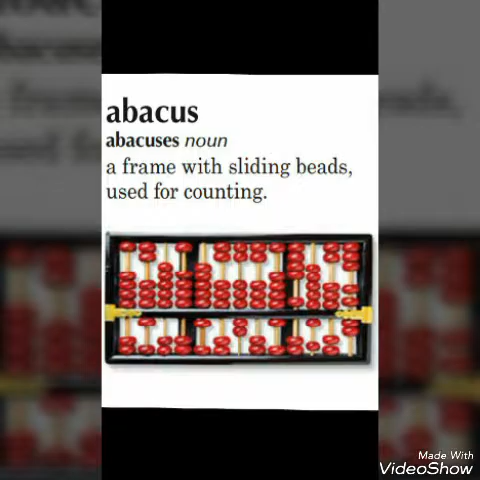 abacus
abacuses noun
a frame with sliding beads,
used for counting.
Made With
VideoShow